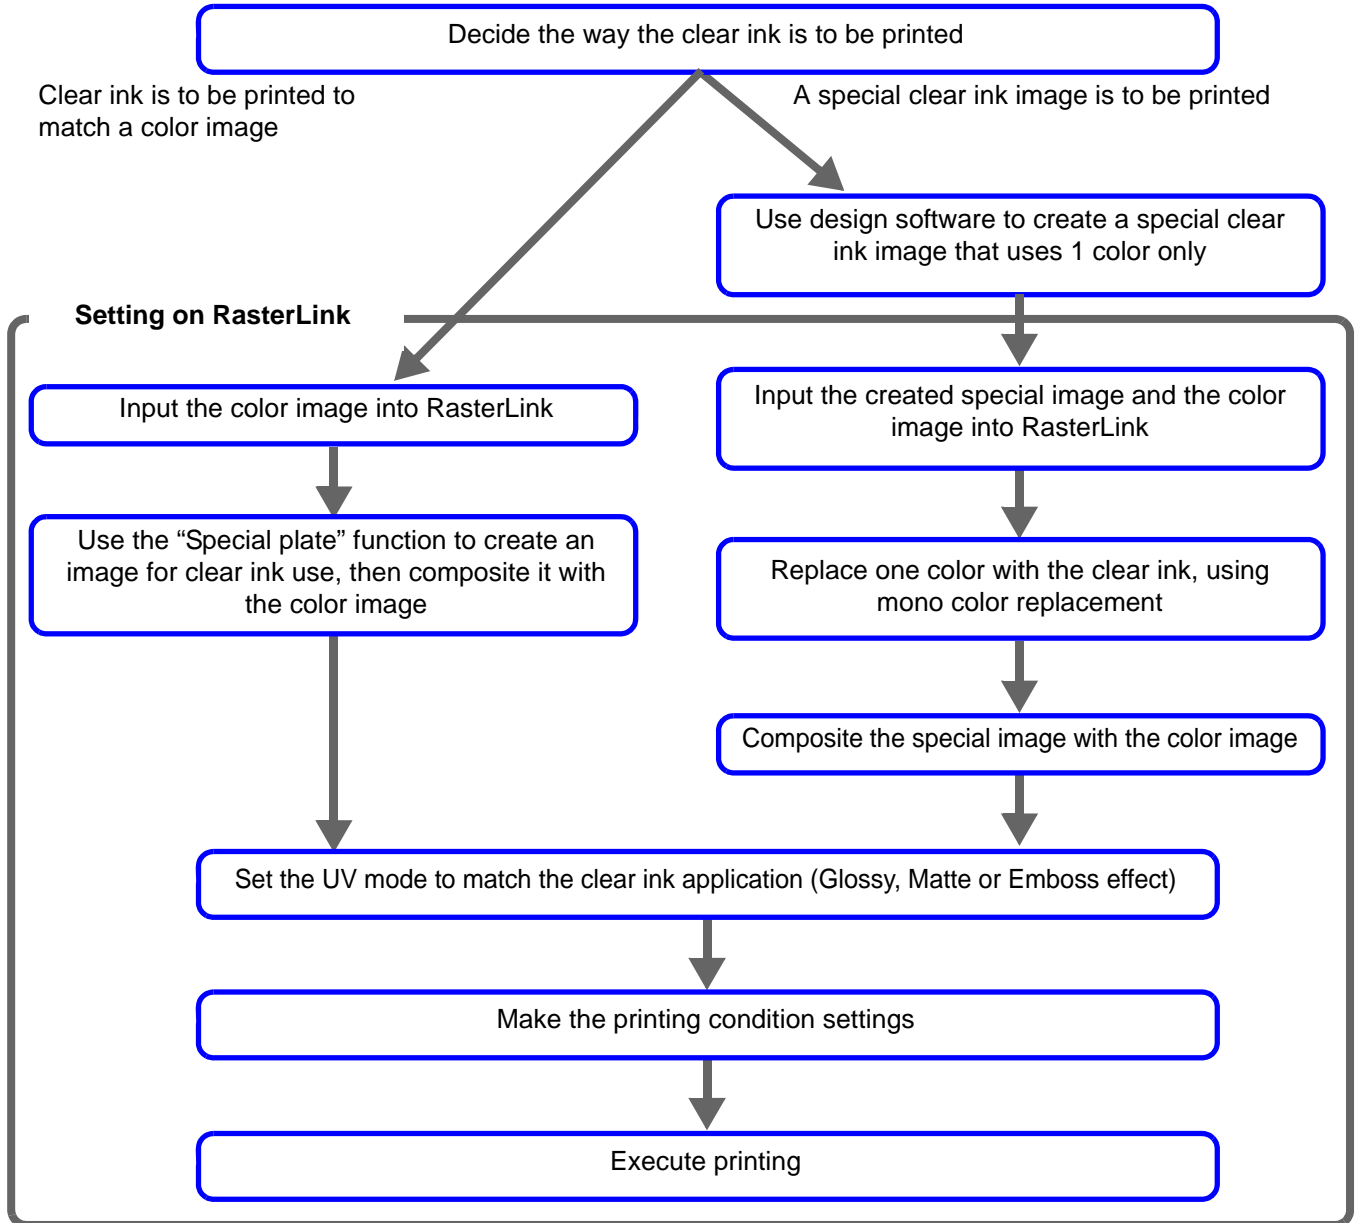 Decide the way the clear ink is to be printed
Clear ink is to be printed to
match a color image
A special clear ink image is to be printed
Use design software to create a special clear
ink image that uses 1 color only
Setting on RasterLink
Input the color image into RasterLink
Use the “Special plate” function to create an
image for clear ink use, then composite it with
the color image
Input the created special image and the color
image into RasterLink
Replace one color with the clear ink, using
mono color replacement
Composite the special image with the color image
Set the UV mode to match the clear ink application (Glossy, Matte or Emboss effect)
Make the printing condition settings
Execute printing